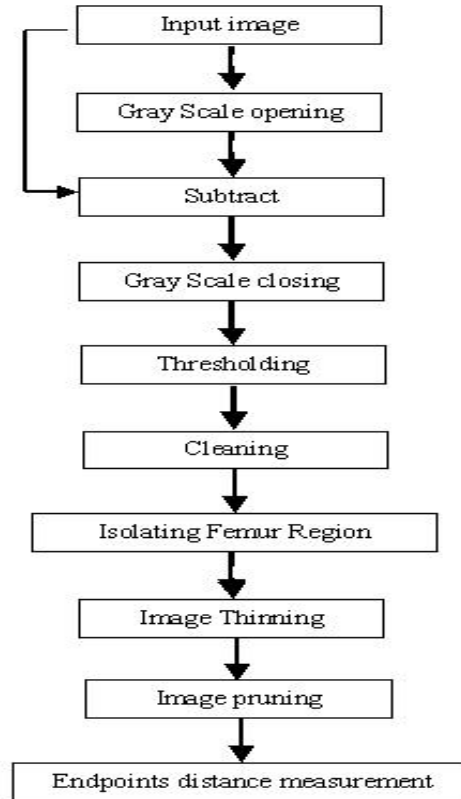 Input image
Gray Scale opening
Subtract
Gray Scale closing
Thresholding
Cleaning
Isolating Femur Region
Image Thinning
Image pruning
Endpoints distance measurement